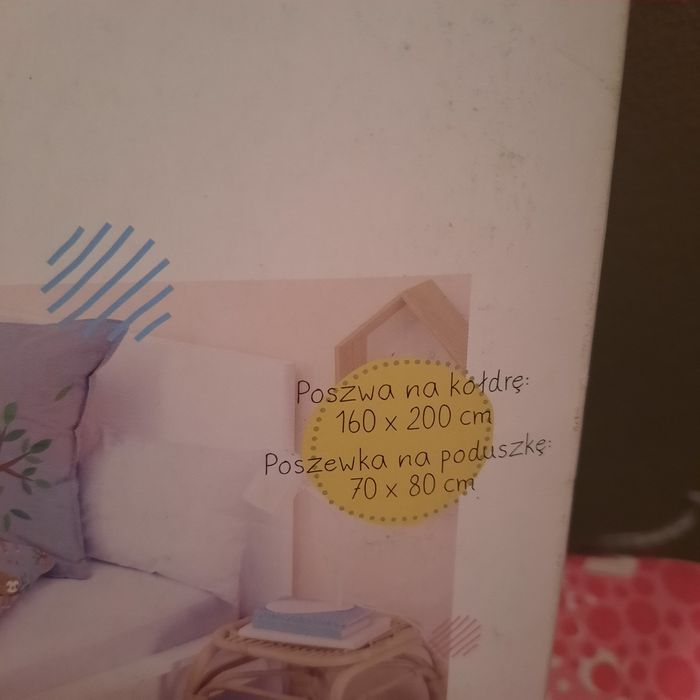 Poszwa na kołdrę:
160 x 200 cm
Poszewka na poduszkę:
70 x 80 cm